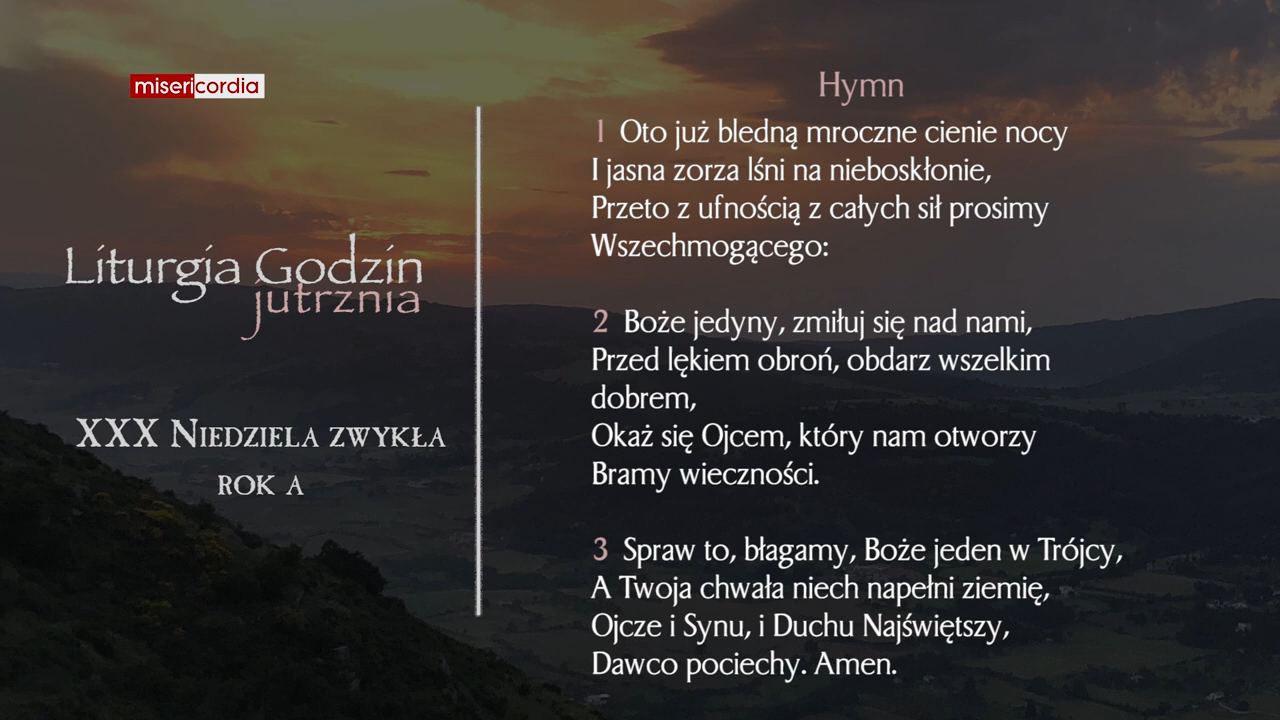 misericordia
Liturgia Godzin
jutrznia
XXX Niedziela zwykła
rok A
Hymn
1 Oto już bledną mroczne cienie nocy
I jasna zorza lśni na nieboskłonie,
Przeto z ufnością z całych sił prosimy
Wszechmogącego:
2 Boże jedyny, zmiłuj się nad nami,
Przed lękiem obroń, obdarz wszelkim
dobrem,
Okaż się Ojcem, który nam otworzy
Bramy wieczności.
3 Spraw to, błagamy, Boże jeden w Trójcy,
A Twoja chwała niech napełni ziemię,
Ojcze i Synu, i Duchu Najświętszy,
Dawco pociechy. Amen.